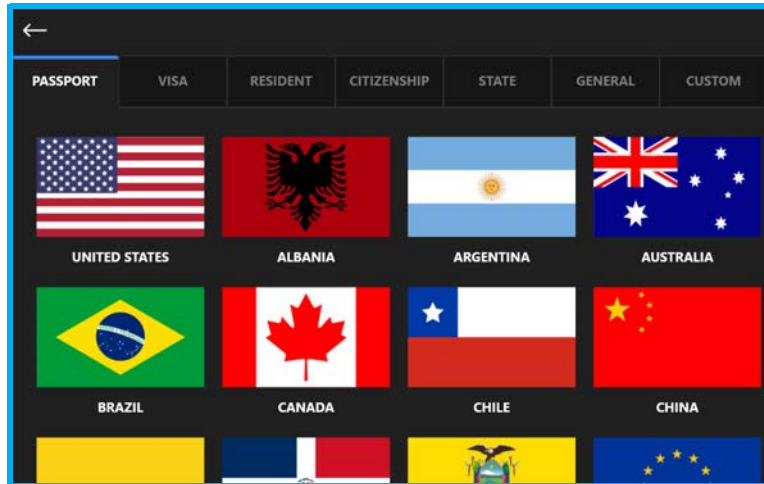 PASSPORT VISA RESIDENT CITIZENSHIP STATE GENERAL CUSTOM
UNITED STATES ALBANIA ARGENTINA AUSTRALIA
BRAZIL CANADA CHILE CHINA